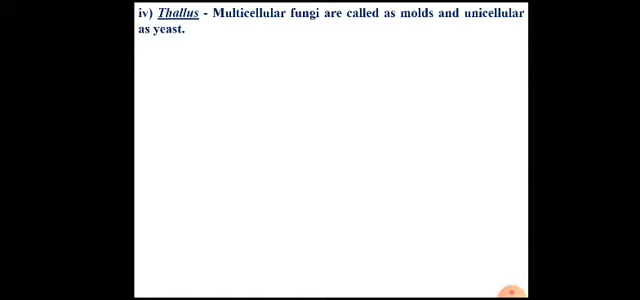 iv) Thallus - Multicellular fungi are called as molds and unicellular
as yeast.